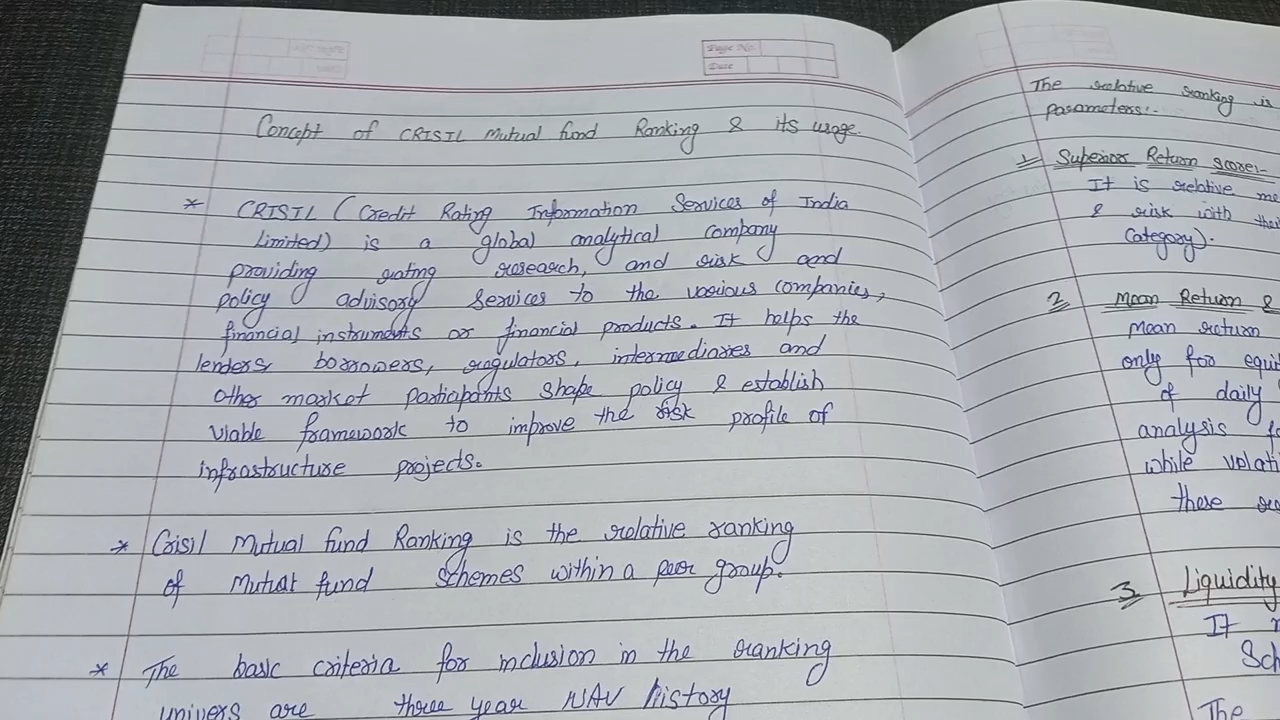 Page No.
Date
Concept of CRISIL Mutual fund Ranking & its usage.
* CRISIL (Credit Rating Information Services of India
Limited) is a global analytical company
providing rating research, and risk and
policy advisory services to the various companies,
financial instruments or financial products. It helps the
lenders, borrowers, regulators, intermediaries and
other market participants shape policy & establish
viable framework to improve the risk profile of
infrastructure projects.
* Crisil Mutual fund Ranking is the relative ranking
of Mutual fund schemes within a peer group.
* The basic criteria for inclusion in the ranking
univers are three year NAV history
The relative ranking is
parameters:-
1 Superior Return score:-
It is relative
& risk with
Category).
2 Mean Return &
Mean return
only for
of daily
analysis
while
these
3 Liquidity
It
The